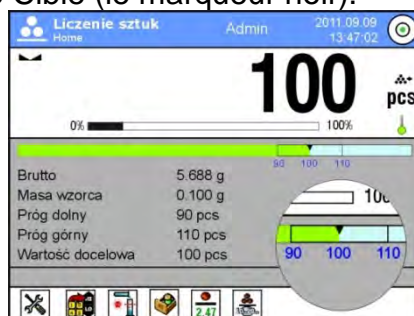 Cible (le marqueur noir).
Liczenie sztuk
Home
Admin
2011.09.09
13:47:02
100
pcs
0%
100%
90 100 110
Brutto 5.688 g
Masa wzorca 0.100 g
Próg dolny 90 pcs
Próg górny 110 pcs
Wartość docelowa 100 pcs
90 100 110
2.47